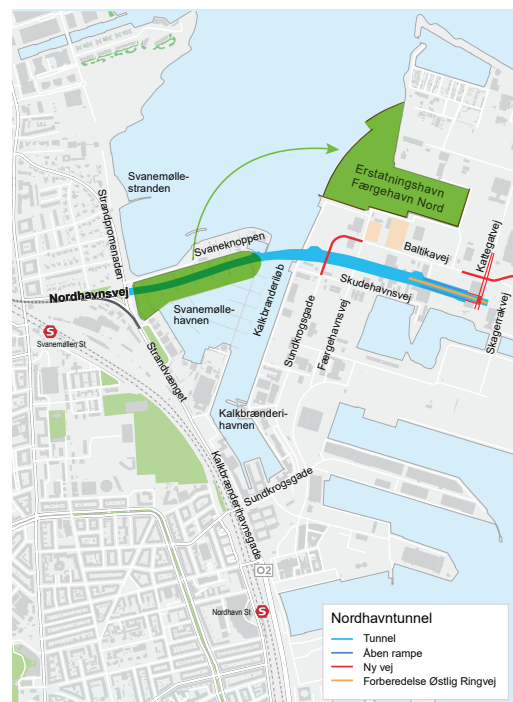 Svanemølle-
stranden
Strandpromenaden
Svaneknoppen
Erstatningshavn
Færgehavn Nord
Kattegatvej
Baltikavej
Nordhavnsvej
Svanemølle-
havnen
Kalkbrænderiløb
Skudehavnsvej
Skagerrakvej
Sundkrogsgade
Færgehavnsvej
S
Svanemøllen St
Strandvænget
Kalkbrænderi-
havnen
Sundkrogsgade
Kalkbrænderihavnsgade
O2
Nordhavn St
S
Nordhavntunnel
Tunnel
Åben rampe
Ny vej
Forberedelse Østlig Ringvej